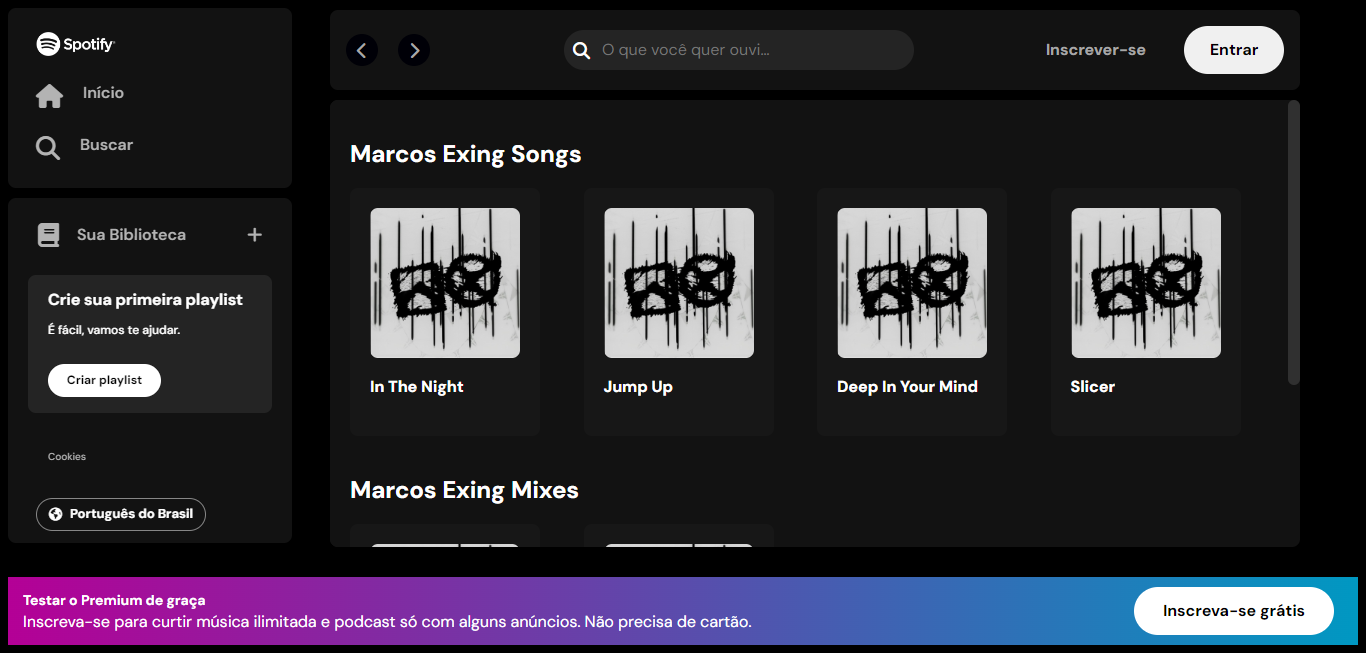 Spotify
Início
Buscar
Sua Biblioteca
Crie sua primeira playlist
É fácil, vamos te ajudar.
Criar playlist
Cookies
Português do Brasil
O que você quer ouvi...
Inscrever-se
Entrar
Marcos Exing Songs
In The Night
Jump Up
Deep In Your Mind
Slicer
Marcos Exing Mixes
Testar o Premium de graça
Inscreva-se para curtir música ilimitada e podcast só com alguns anúncios. Não precisa de cartão.
Inscreva-se grátis